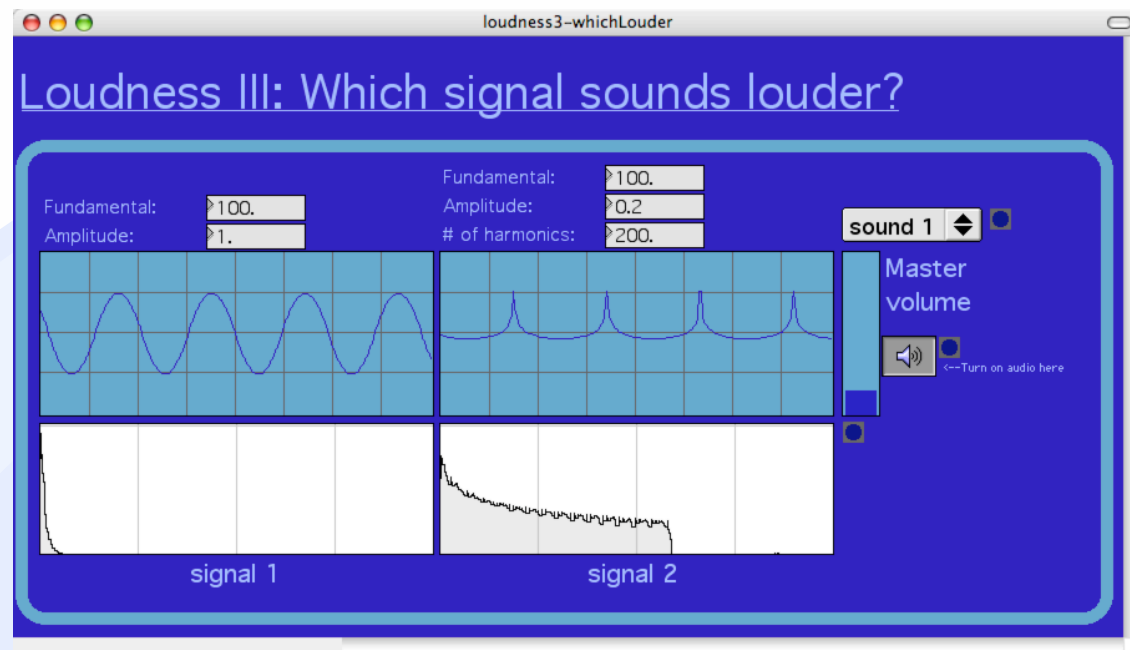 loudness3-whichLouder
Loudness III: Which signal sounds louder?
Fundamental: 100.
Amplitude: 1.
Fundamental: 100.
Amplitude: 0.2
# of harmonics: 200.
sound 1
Master
volume
<--Turn on audio here
signal 1
signal 2